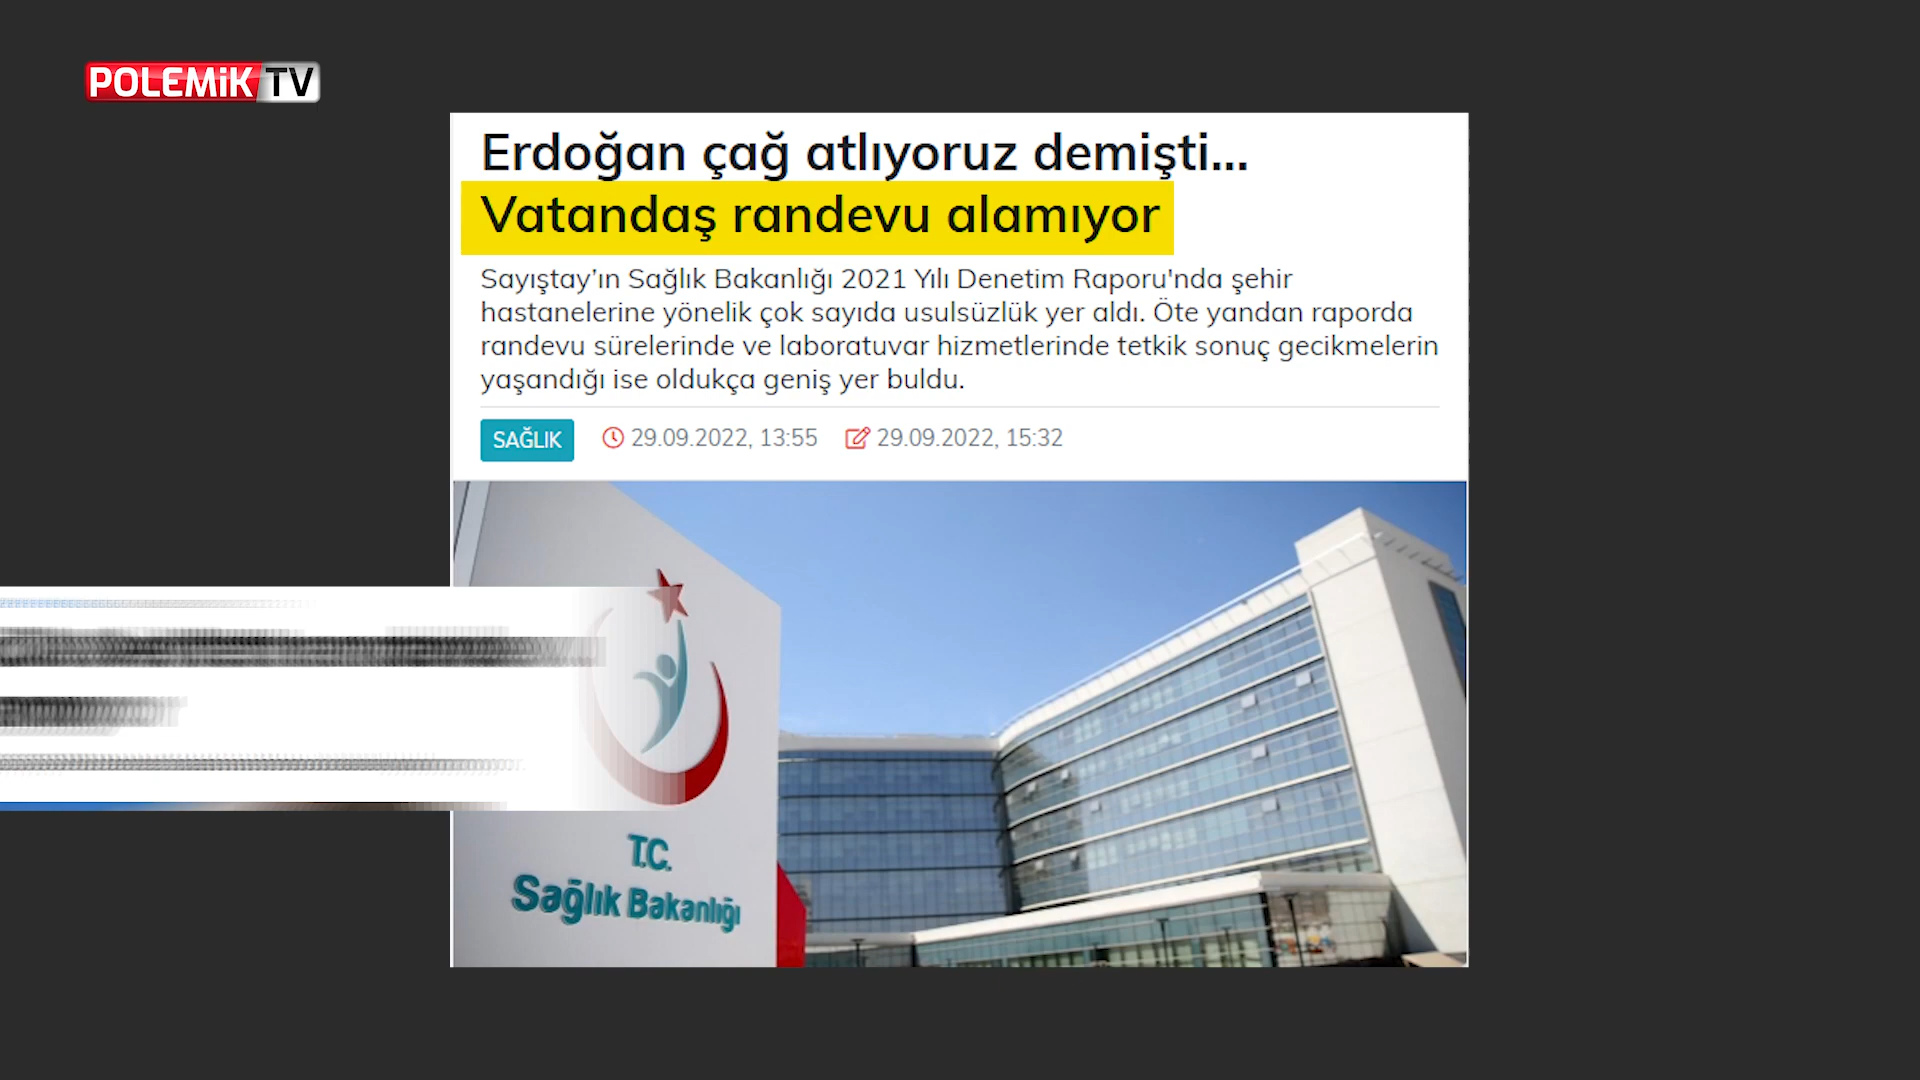 POLEMiK TV
Erdoğan çağ atlıyoruz demişti...
Vatandaş randevu alamıyor
Sayıştay’ın Sağlık Bakanlığı 2021 Yılı Denetim Raporu'nda şehir
hastanelerine yönelik çok sayıda usulsüzlük yer aldı. Öte yandan raporda
randevu sürelerinde ve laboratuvar hizmetlerinde tetkik sonuç gecikmelerin
yaşandığı ise oldukça geniş yer buldu.
SAĞLIK 29.09.2022, 13:55 29.09.2022, 15:32
T.C.
Sağlık Bakanlığı